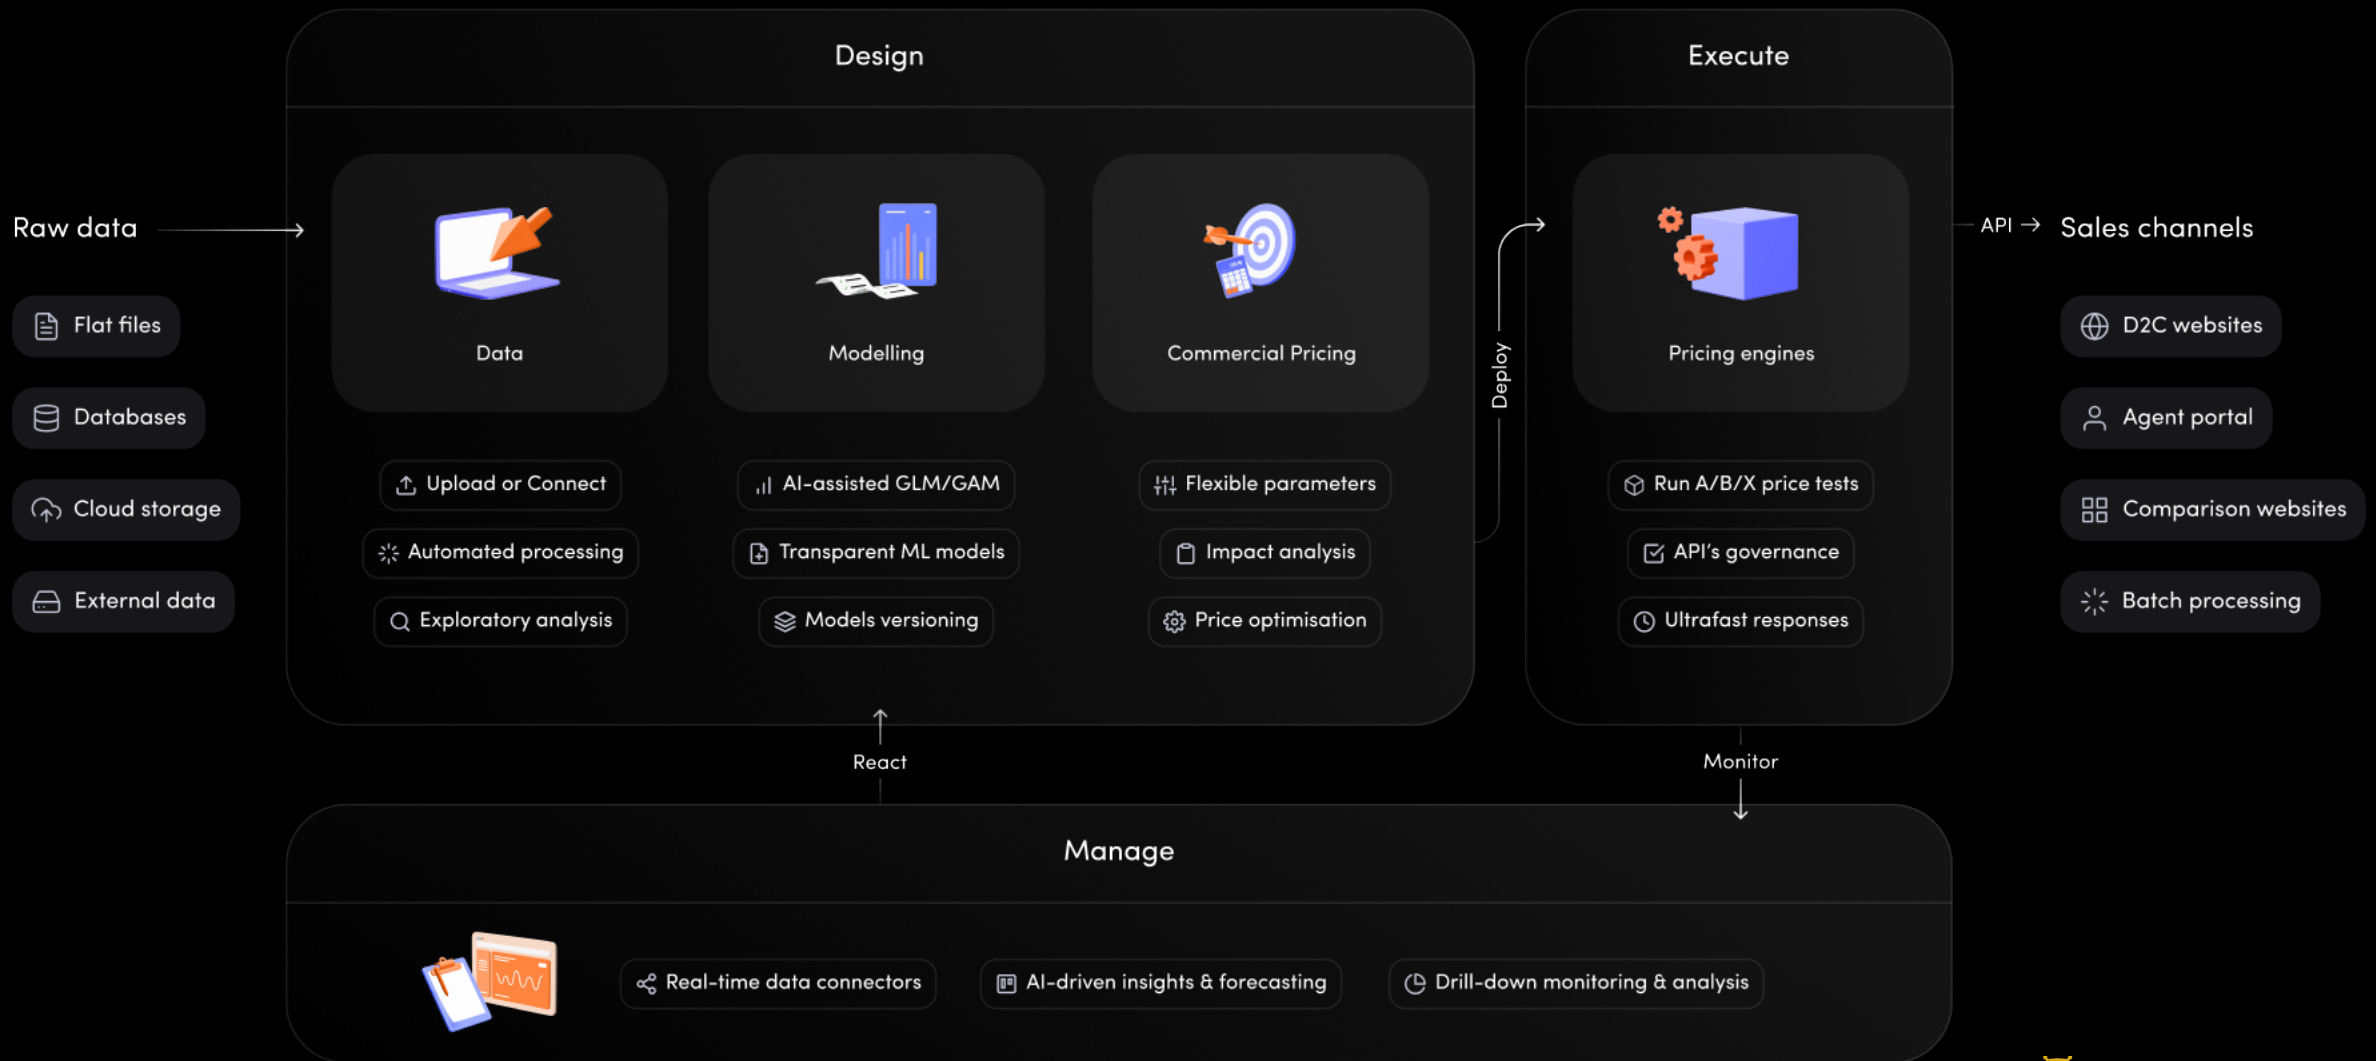 Design
Execute
Raw data
Flat files
Databases
Cloud storage
External data
Data
Upload or Connect
Automated processing
Exploratory analysis
Modelling
AI-assisted GLM/GAM
Transparent ML models
Models versioning
Commercial Pricing
Flexible parameters
Impact analysis
Price optimisation
Deploy
Pricing engines
Run A/B/X price tests
API’s governance
Ultrafast responses
API
Sales channels
D2C websites
Agent portal
Comparison websites
Batch processing
React
Monitor
Manage
Real-time data connectors
AI-driven insights & forecasting
Drill-down monitoring & analysis